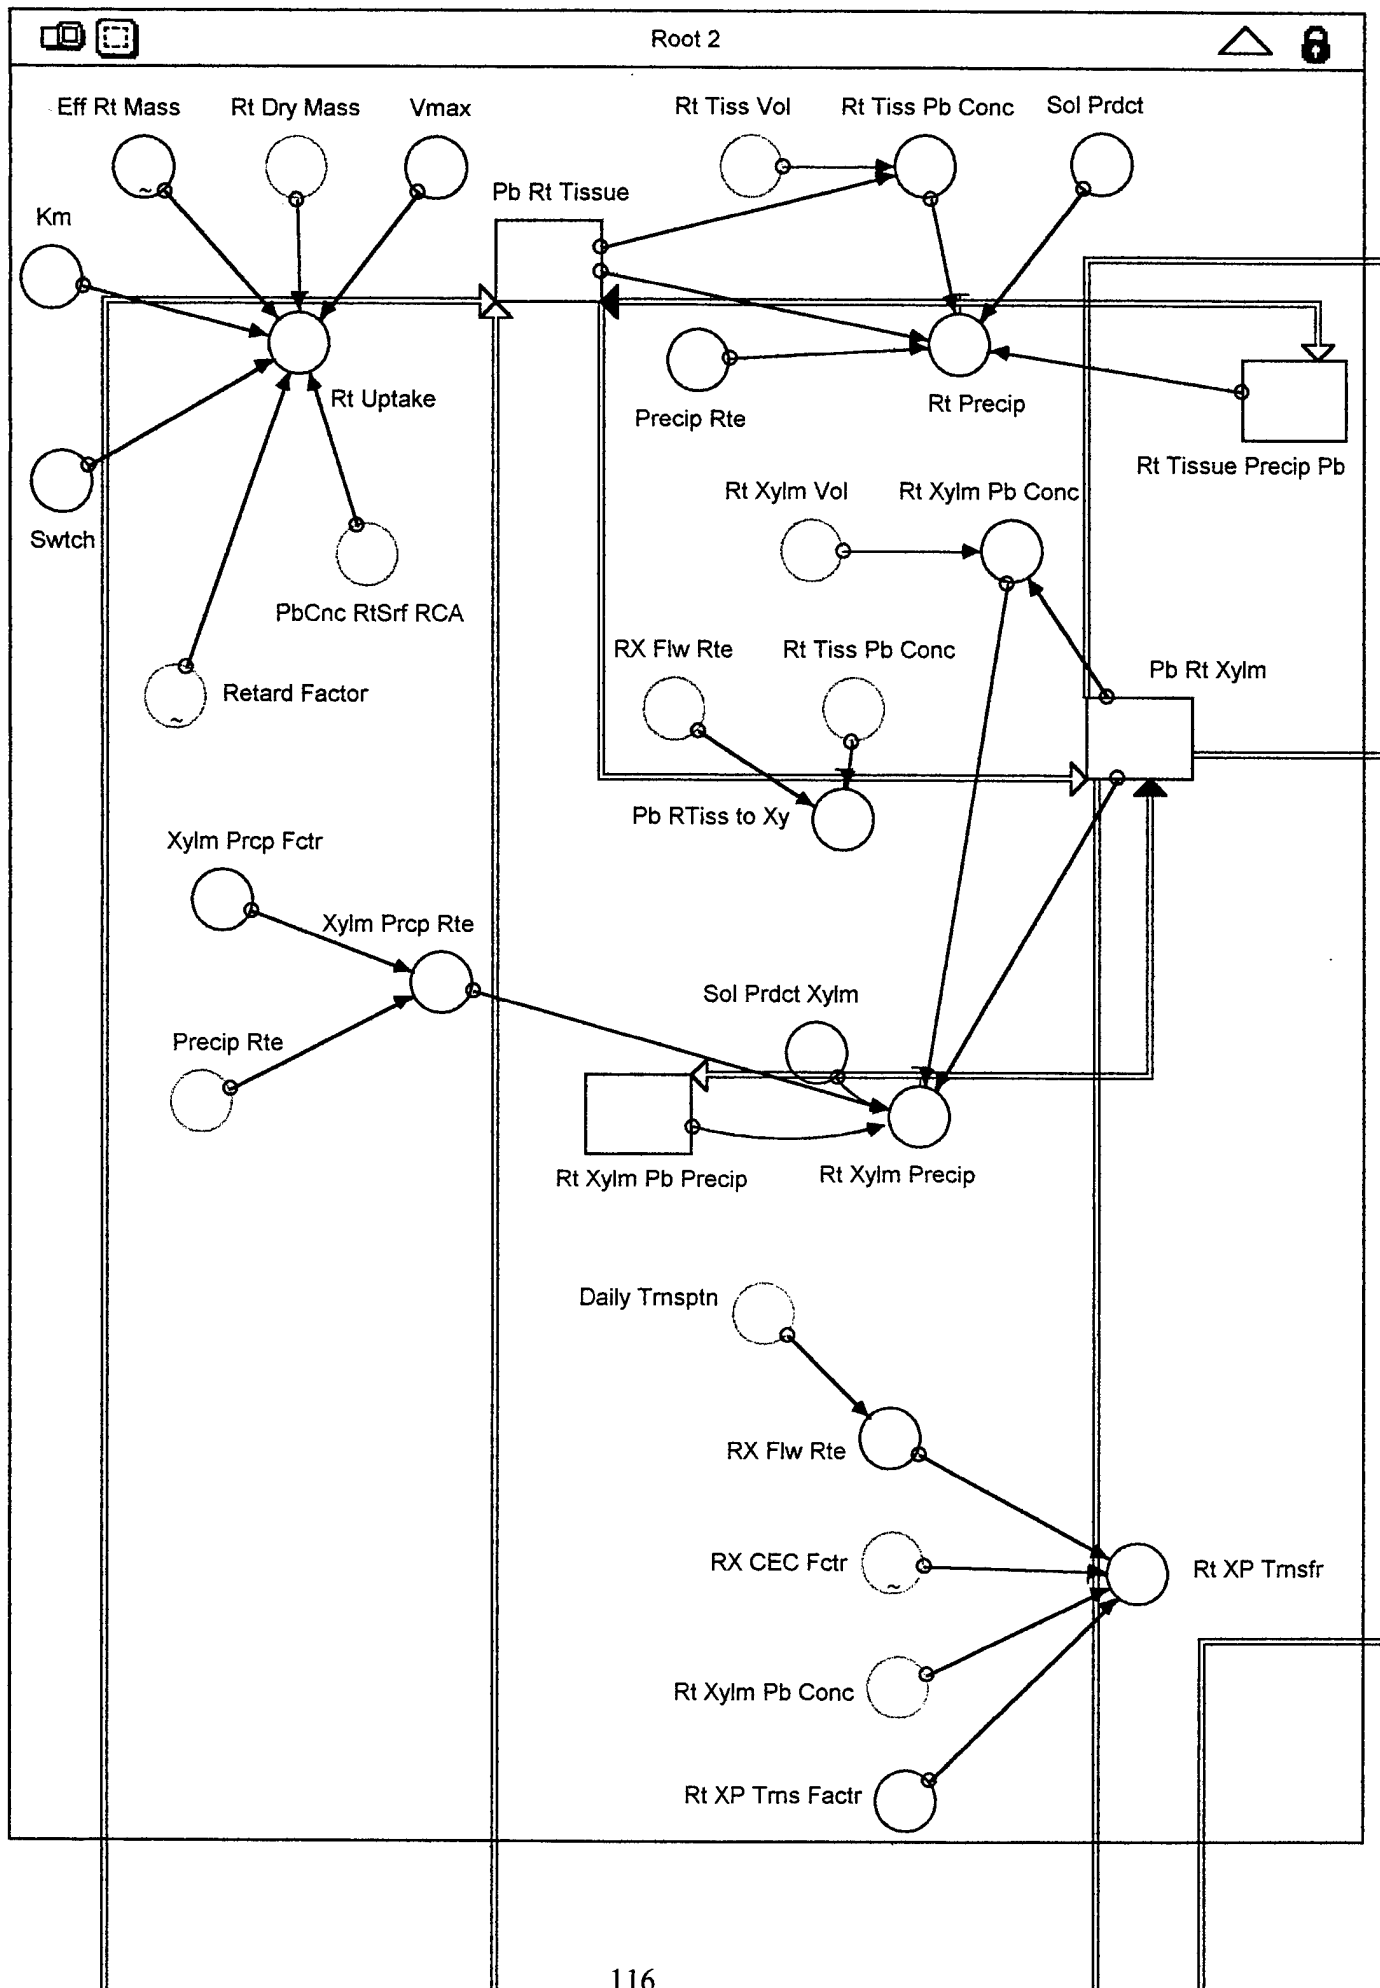 Root 2
Eff Rt Mass
Rt Dry Mass
Vmax
Rt Tiss Vol
Rt Tiss Pb Conc
Sol Prdct
Pb Rt Tissue
Km
~
Rt Uptake
Precip Rte
Rt Precip
Rt Tissue Precip Pb
Rt Xylm Vol
Rt Xylm Pb Conc
Swtch
PbCnc RtSrf RCA
RX Flw Rte
Rt Tiss Pb Conc
Pb Rt Xylm
Retard Factor
~
Pb RTiss to Xy
Xylm Prcp Fctr
Xylm Prcp Rte
Sol Prdct Xylm
Precip Rte
Rt Xylm Pb Precip
Rt Xylm Precip
Daily Trnsptn
RX Flw Rte
RX CEC Fctr
~
Rt XP Trnsfr
Rt Xylm Pb Conc
Rt XP Trns Factr
116